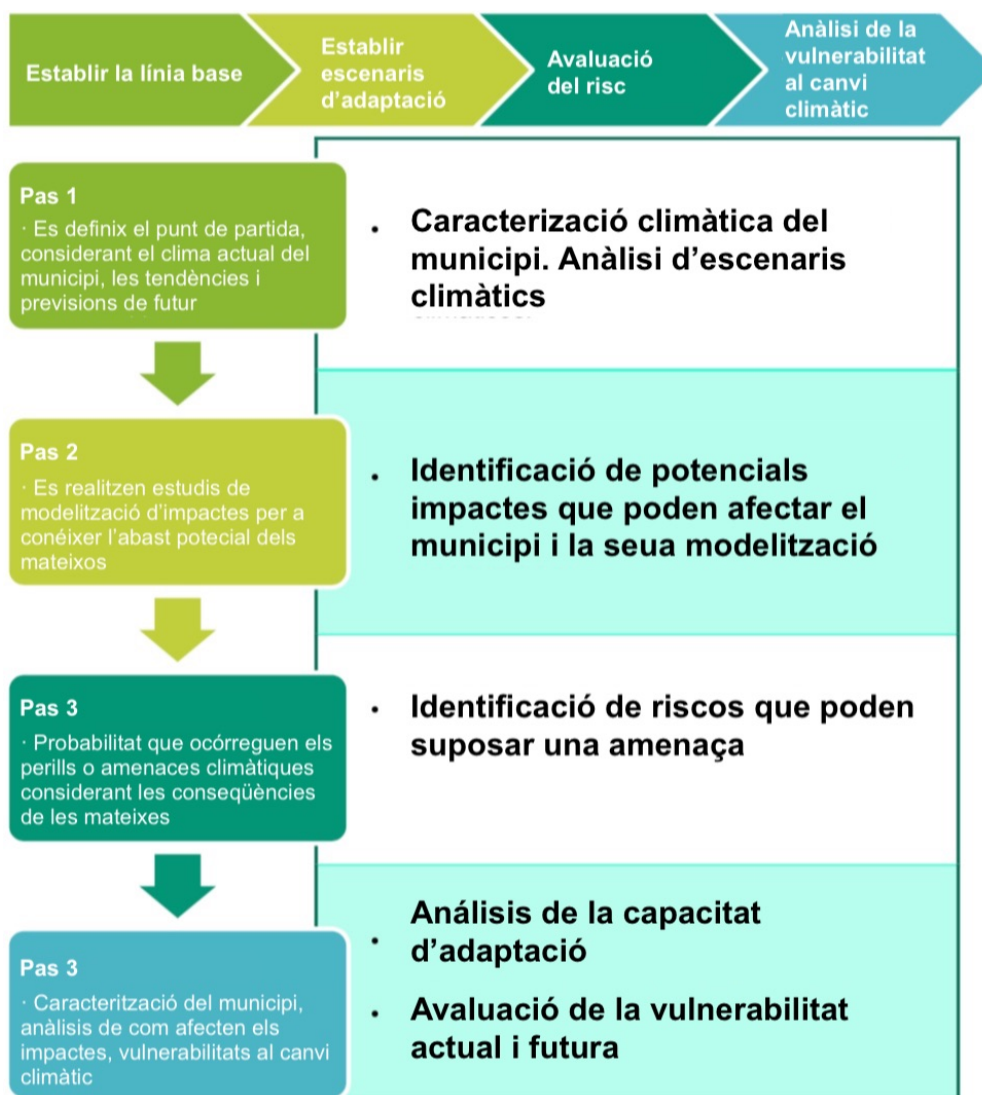 Establir la línia base
Establir
escenaris
d'adaptació
Avaluació
del risc
Anàlisi de la
vulnerabilitat
al canvi
climàtic
Pas 1
· Es definix el punt de partida,
considerant el clima actual del
municipi, les tendències i
previsions de futur
• Caracterizació climàtica del
municipi. Anàlisi d'escenaris
climàtics
Pas 2
· Es realitzen estudis de
modelització d'impactes per a
conéixer l'abast potecial dels
mateixos
• Identificació de potencials
impactes que poden afectar el
municipi i la seua modelització
Pas 3
· Probabilitat que ocórreguen els
perills o amenaces climàtiques
considerant les conseqüències
de les mateixes
• Identificació de riscos que poden
suposar una amenaça
Pas 3
· Caracterització del municipi,
anàlisis de com afecten els
impactes, vulnerabilitats al canvi
climàtic
• Análisis de la capacitat
d'adaptació
• Avaluació de la vulnerabilitat
actual i futura